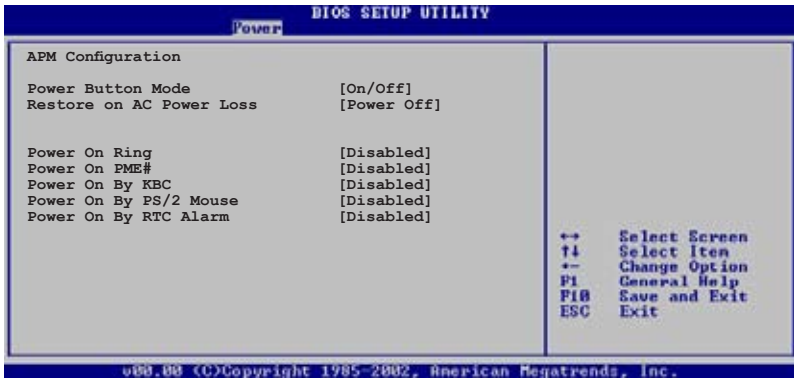 BIOS SETUP UTILITY
Power
APM Configuration
Power Button Mode [On/Off]
Restore on AC Power Loss [Power Off]
Power On Ring [Disabled]
Power On PME# [Disabled]
Power On By KBC [Disabled]
Power On By PS/2 Mouse [Disabled]
Power On By RTC Alarm [Disabled]
↔ Select Screen
↑↓ Select Item
+- Change Option
F1 General Help
F10 Save and Exit
ESC Exit
v00.00 (C)Copyright 1985-2002, American Megatrends, Inc.